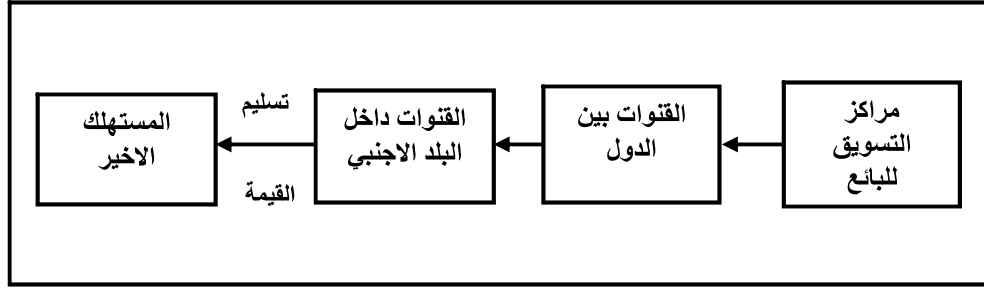 مراكز
التسويق
للبائع
القنوات بين
الدول
القنوات داخل
البلد الاجنبي
تسليم
القيمة
المستهلك
الاخير